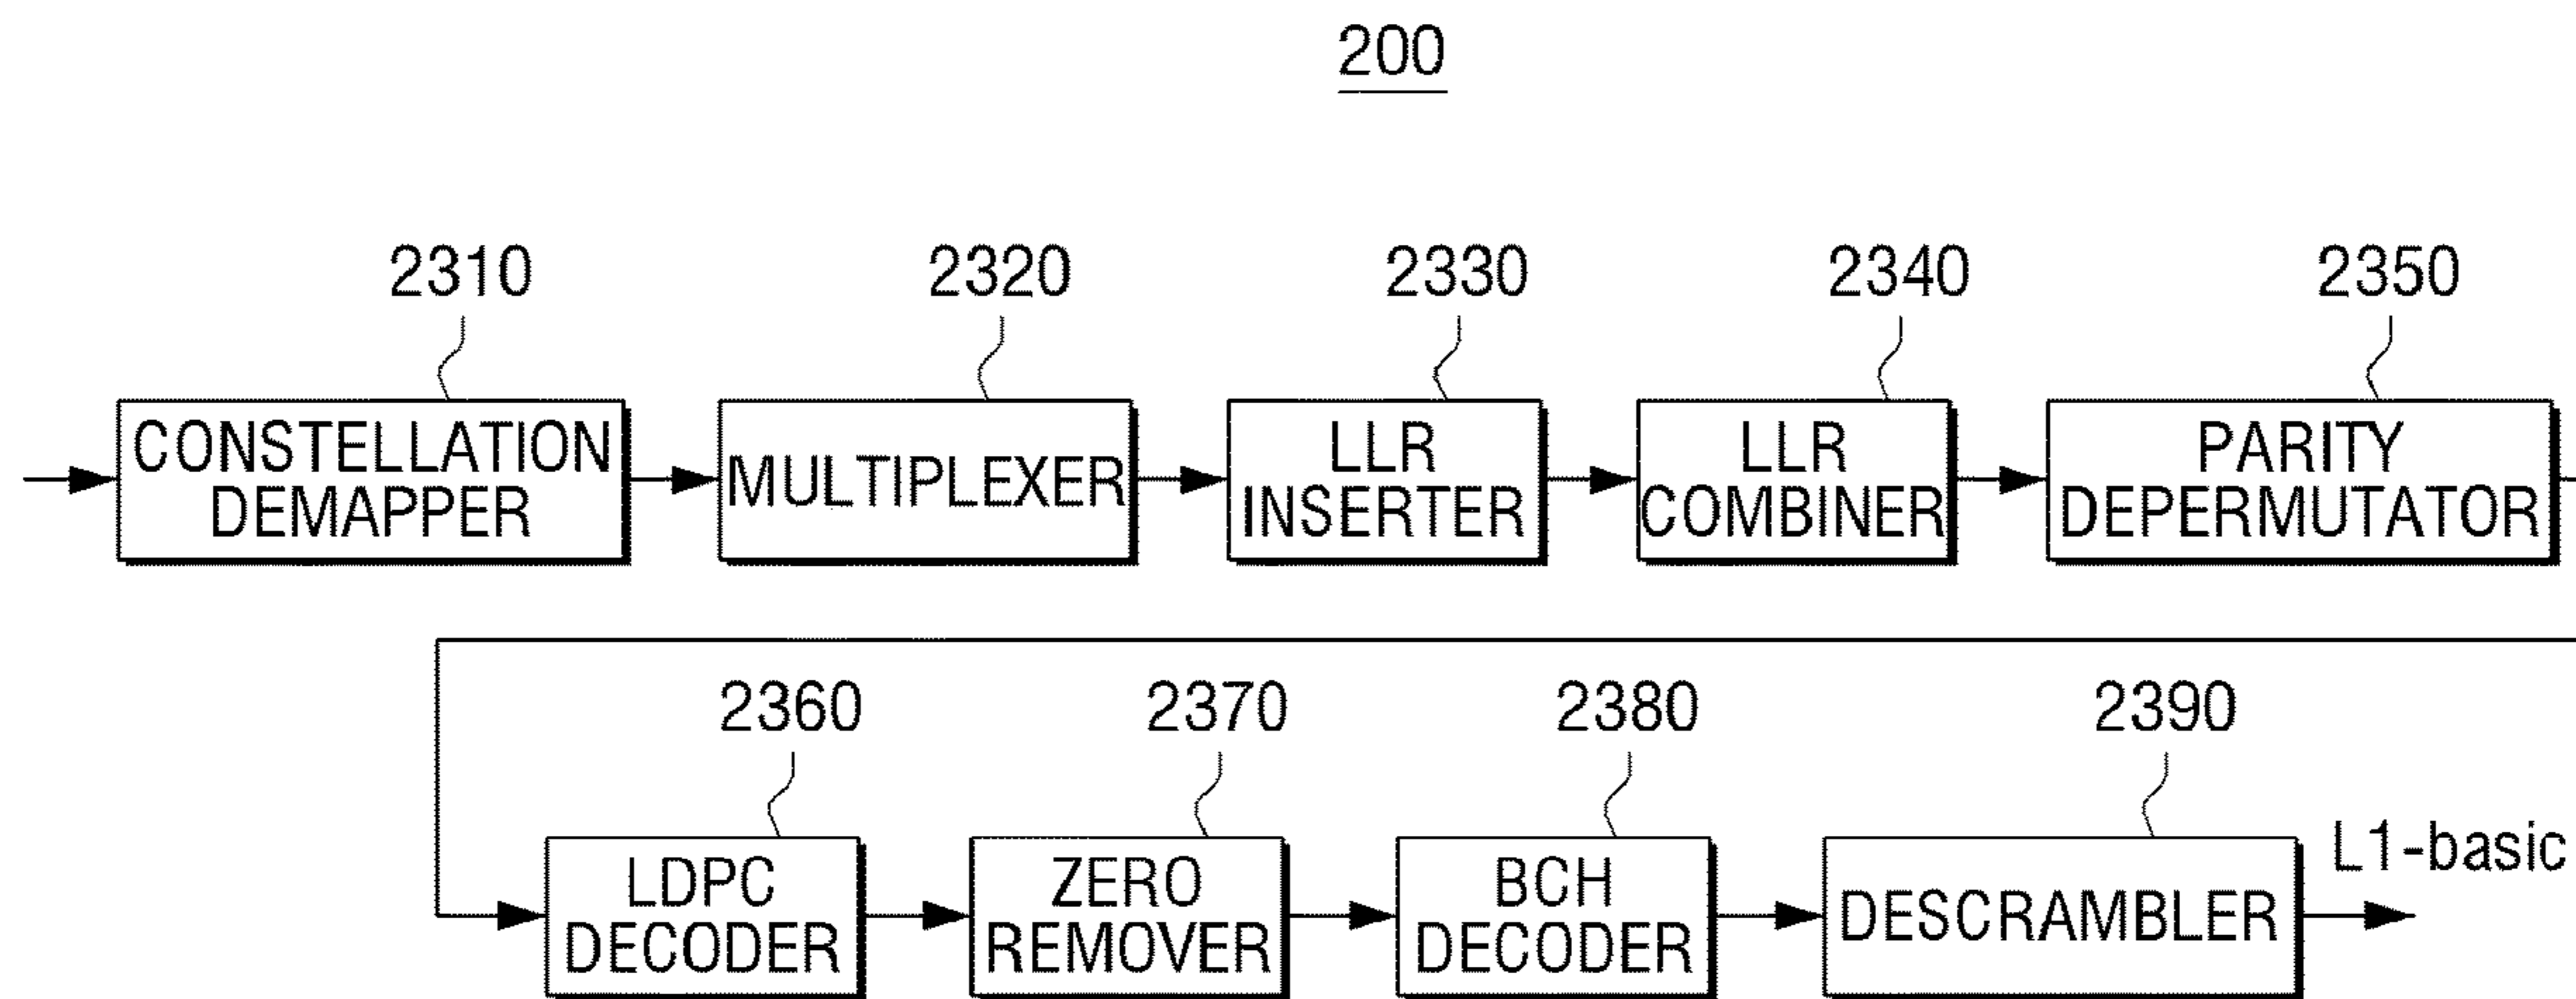 200
2310 2320 2330 2340 2350
CONSTELLATION
DEMAPPER
MULTIPLEXER
LLR
INSERTER
LLR
COMBINER
PARITY
DEPERMUTATOR
2360 2370 2380 2390
LDPC
DECODER
ZERO
REMOVER
BCH
DECODER
DESCRAMBLER
L1-basic